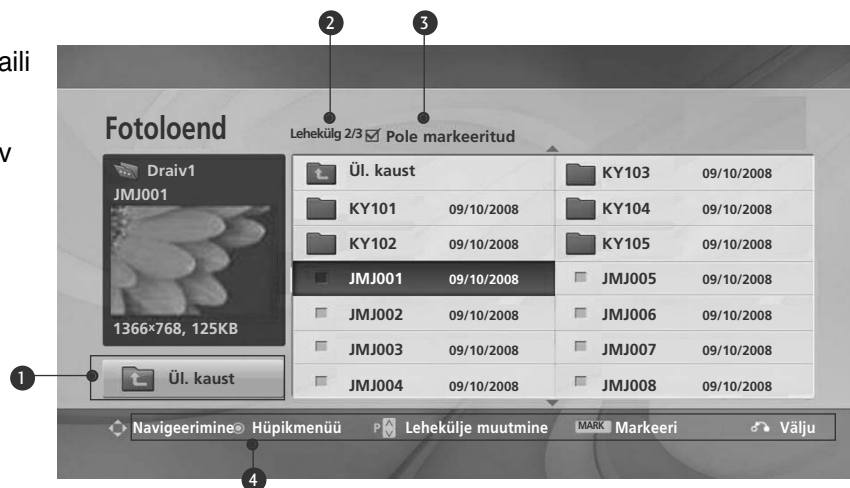 2 3
aili
v
Fotoloend Lehekülg 2/3 Pole markeeritud
Draiv1
JMJ001
1366×768, 125KB
Ül. kaust KY103 09/10/2008
KY101 09/10/2008 KY104 09/10/2008
KY102 09/10/2008 KY105 09/10/2008
JMJ001 09/10/2008 JMJ005 09/10/2008
JMJ002 09/10/2008 JMJ006 09/10/2008
JMJ003 09/10/2008 JMJ007 09/10/2008
JMJ004 09/10/2008 JMJ008 09/10/2008
1 Ül. kaust
Navigeerimine Hüpikmenüü P Lehekülje muutmine MARK Markeeri Välju
4